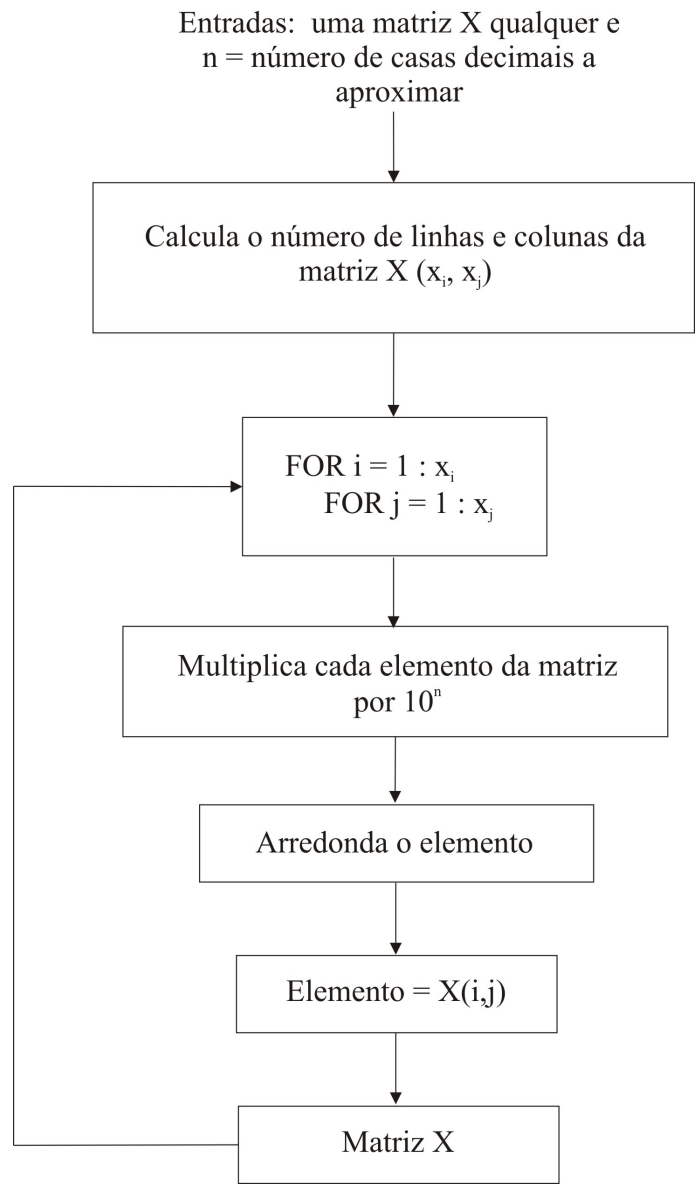 Entradas: uma matriz X qualquer e
n = número de casas decimais a
aproximar
Calcula o número de linhas e colunas da
matriz X (xᵢ, xⱼ)
FOR i = 1 : xᵢ
FOR j = 1 : xⱼ
Multiplica cada elemento da matriz
por 10ⁿ
Arredonda o elemento
Elemento = X(i,j)
Matriz X